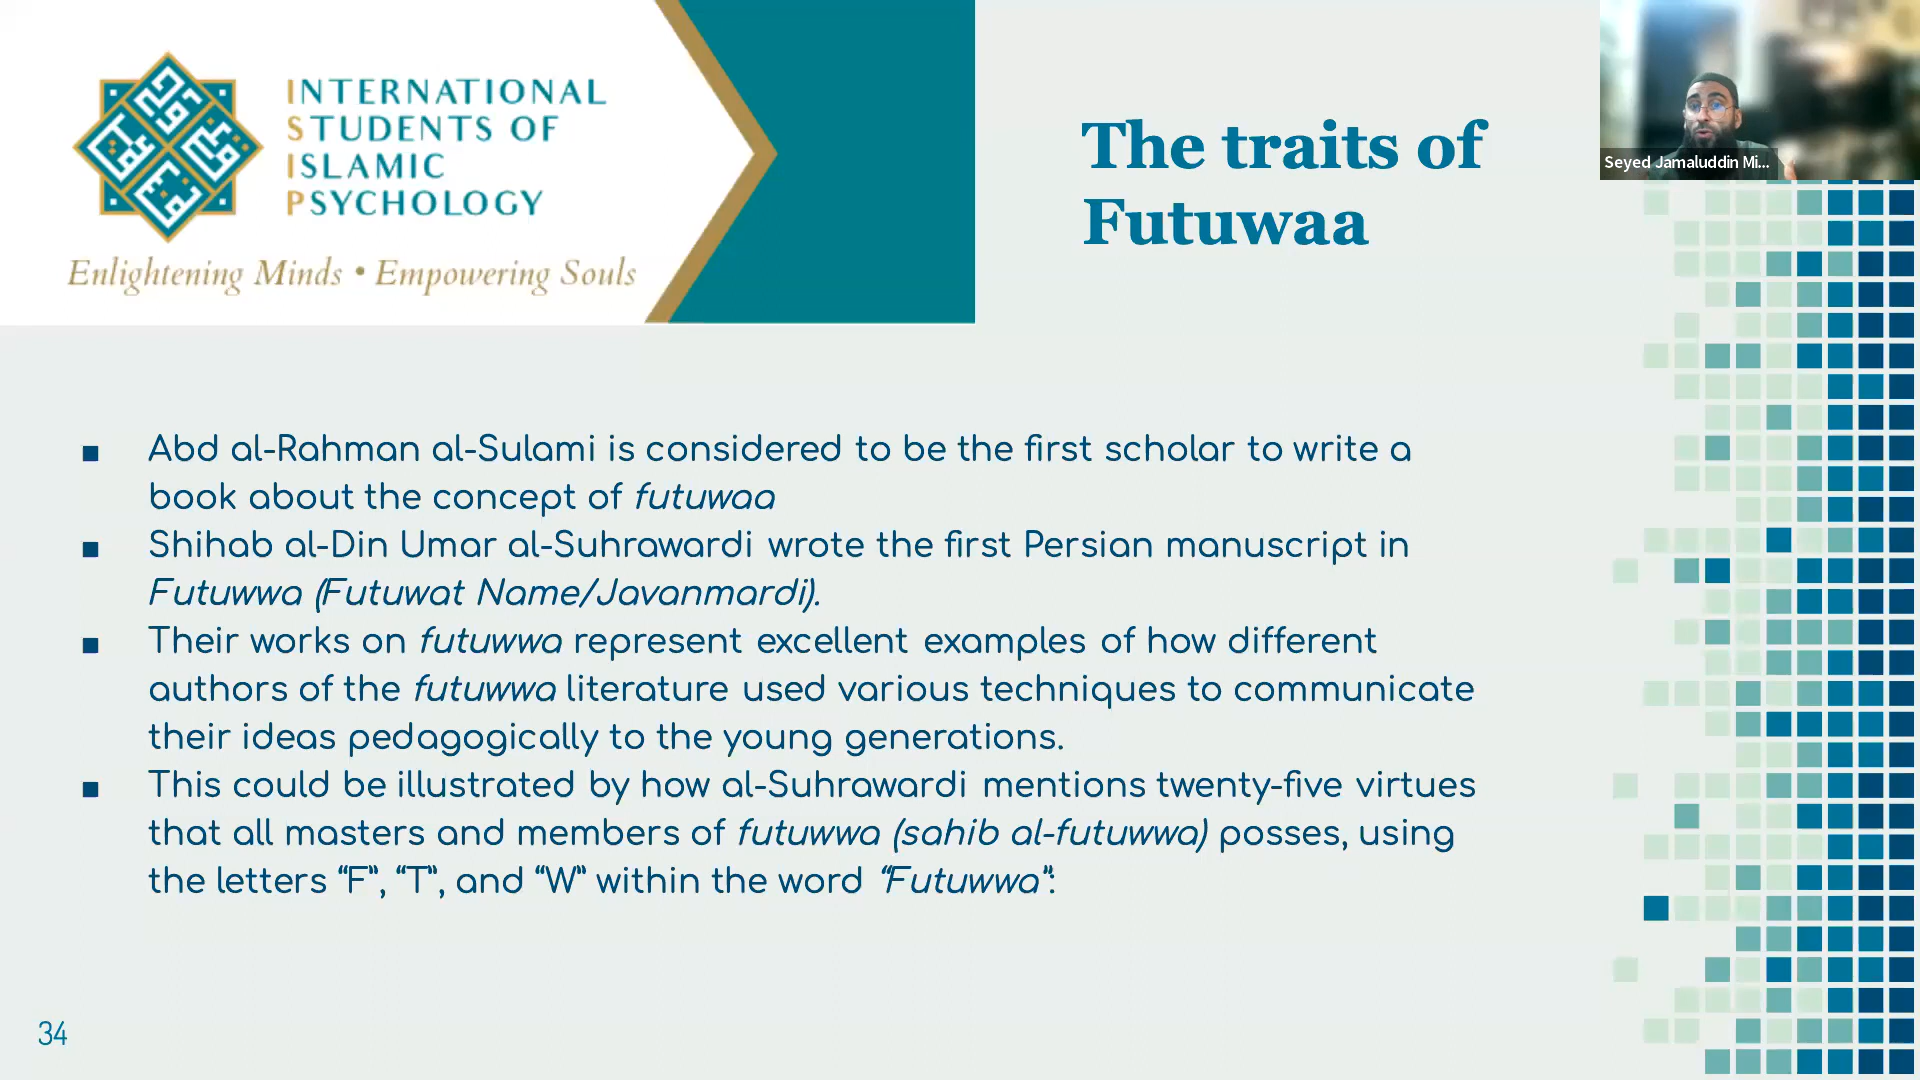 INTERNATIONAL
STUDENTS OF
ISLAMIC
PSYCHOLOGY
Enlightening Minds • Empowering Souls
The traits of
Futuwaa
Seyed Jamaluddin Mi...
■ Abd al-Rahman al-Sulami is considered to be the first scholar to write a
book about the concept of futuwaa
■ Shihab al-Din Umar al-Suhrawardi wrote the first Persian manuscript in
Futuwwa (Futuwat Name/Javanmardi).
■ Their works on futuwwa represent excellent examples of how different
authors of the futuwwa literature used various techniques to communicate
their ideas pedagogically to the young generations.
■ This could be illustrated by how al-Suhrawardi mentions twenty-five virtues
that all masters and members of futuwwa (sahib al-futuwwa) posses, using
the letters “F”, “T”, and “W” within the word “Futuwwa”:
34